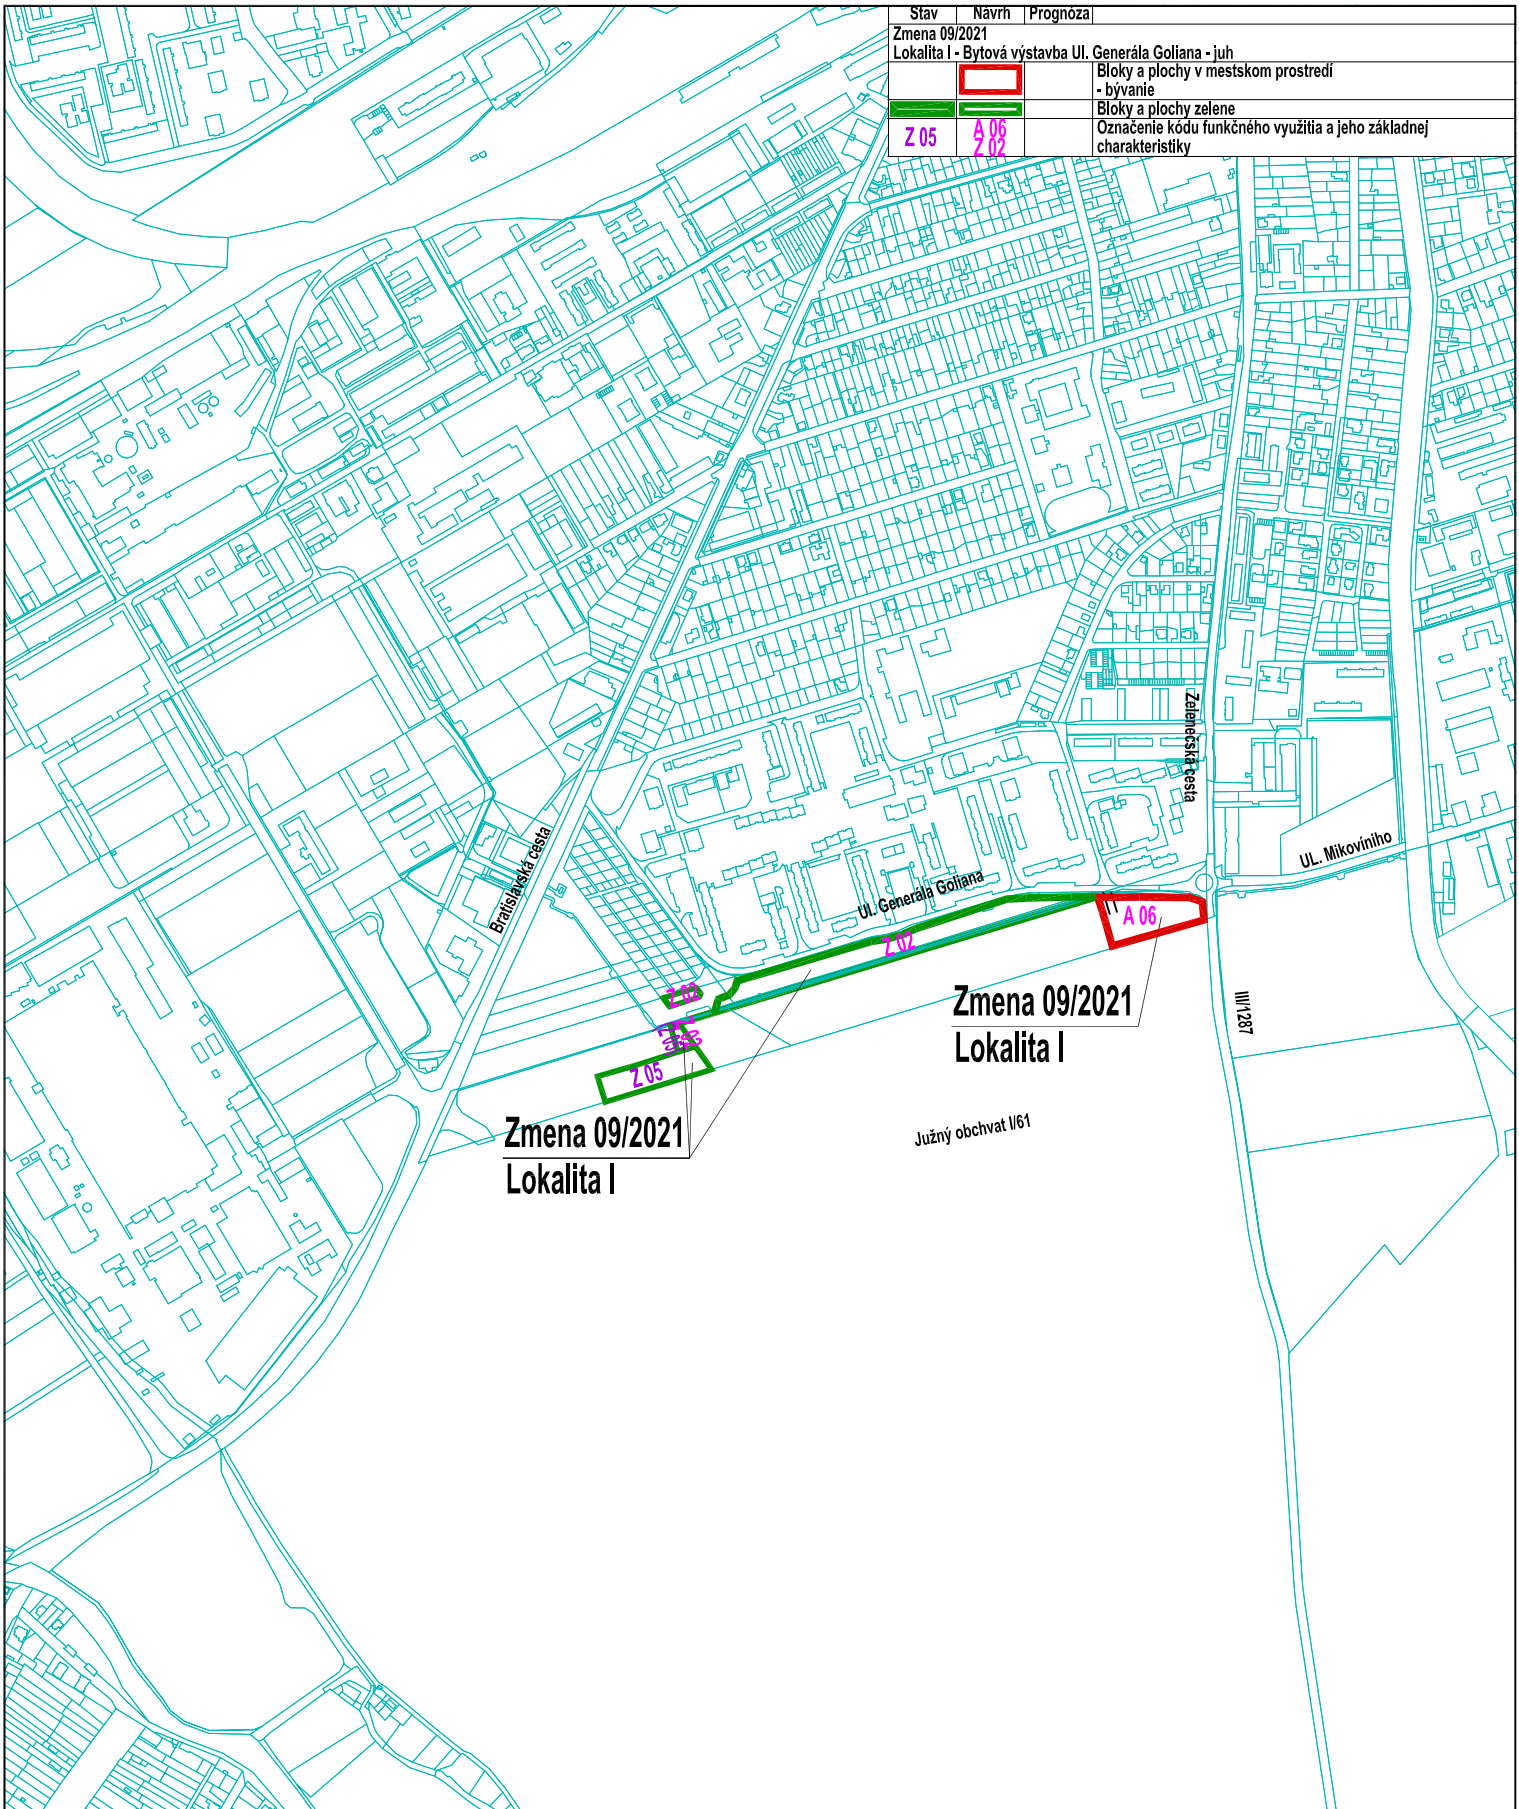 Stav Návrh Prognóza
Zmena 09/2021
Lokalita I - Bytová výstavba Ul. Generála Goliana - juh
Bloky a plochy v mestskom prostredí
- bývanie
Bloky a plochy zelene
Z 05
A 06
Z 02
Označenie kódu funkčného využitia a jeho základnej
charakteristiky
Zelenečská cesta
UL. Mikovíniho
Bratislavská cesta
Ul. Generála Goliana
A 06
Z 02
Z 02
Z 05
Zmena 09/2021
Lokalita I
III/1287
Zmena 09/2021
Lokalita I
Južný obchvat I/61